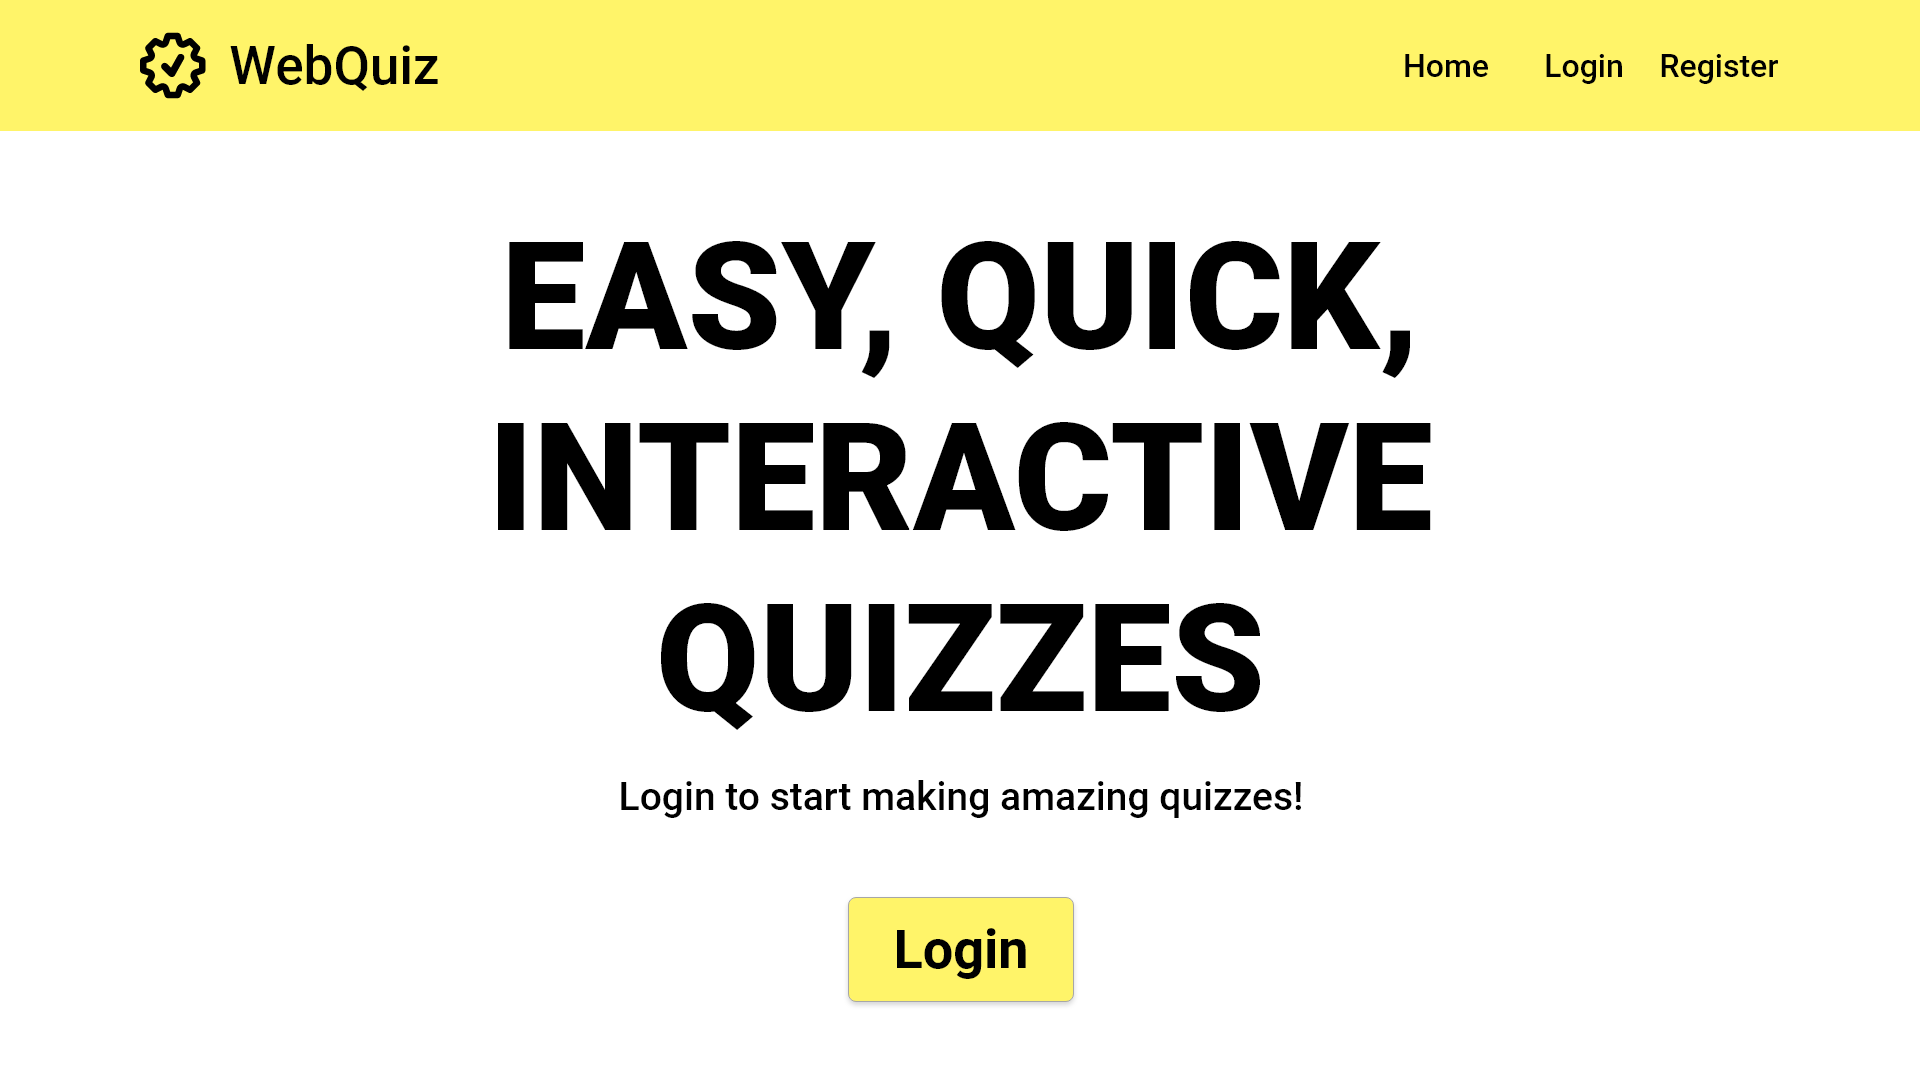 WebQuiz
Home Login Register
EASY, QUICK,
INTERACTIVE
QUIZZES
Login to start making amazing quizzes!
Login